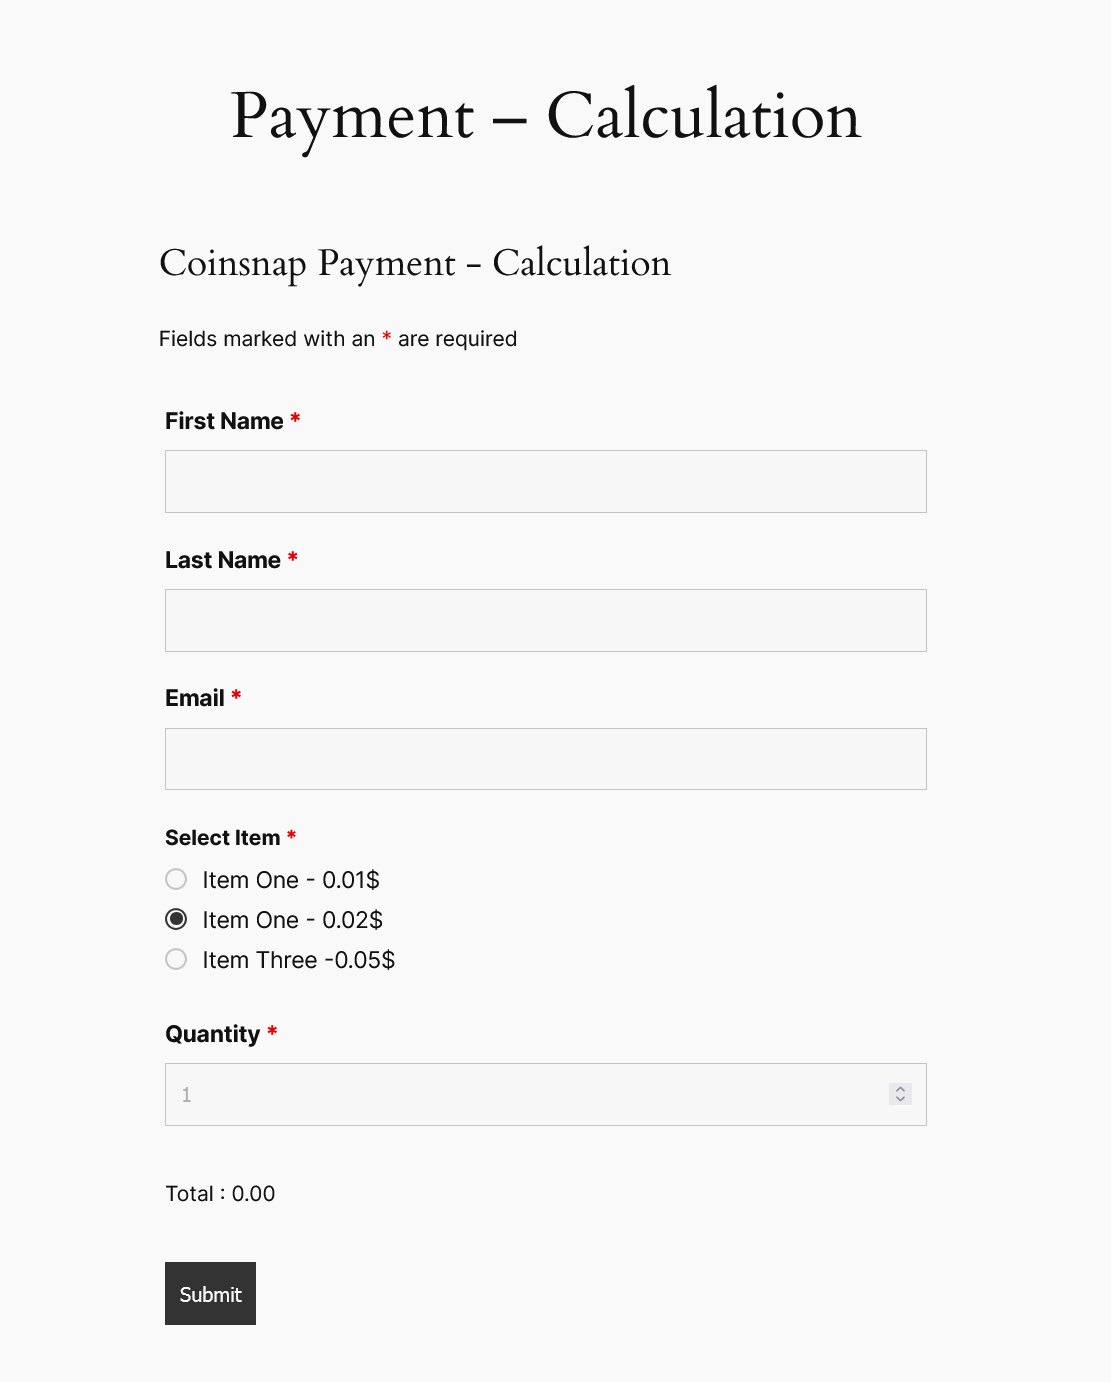 Payment – Calculation
Coinsnap Payment - Calculation
Fields marked with an * are required
First Name *
Last Name *
Email *
Select Item *
Item One - 0.01$
Item One - 0.02$
Item Three -0.05$
Quantity *
1
Total : 0.00
Submit